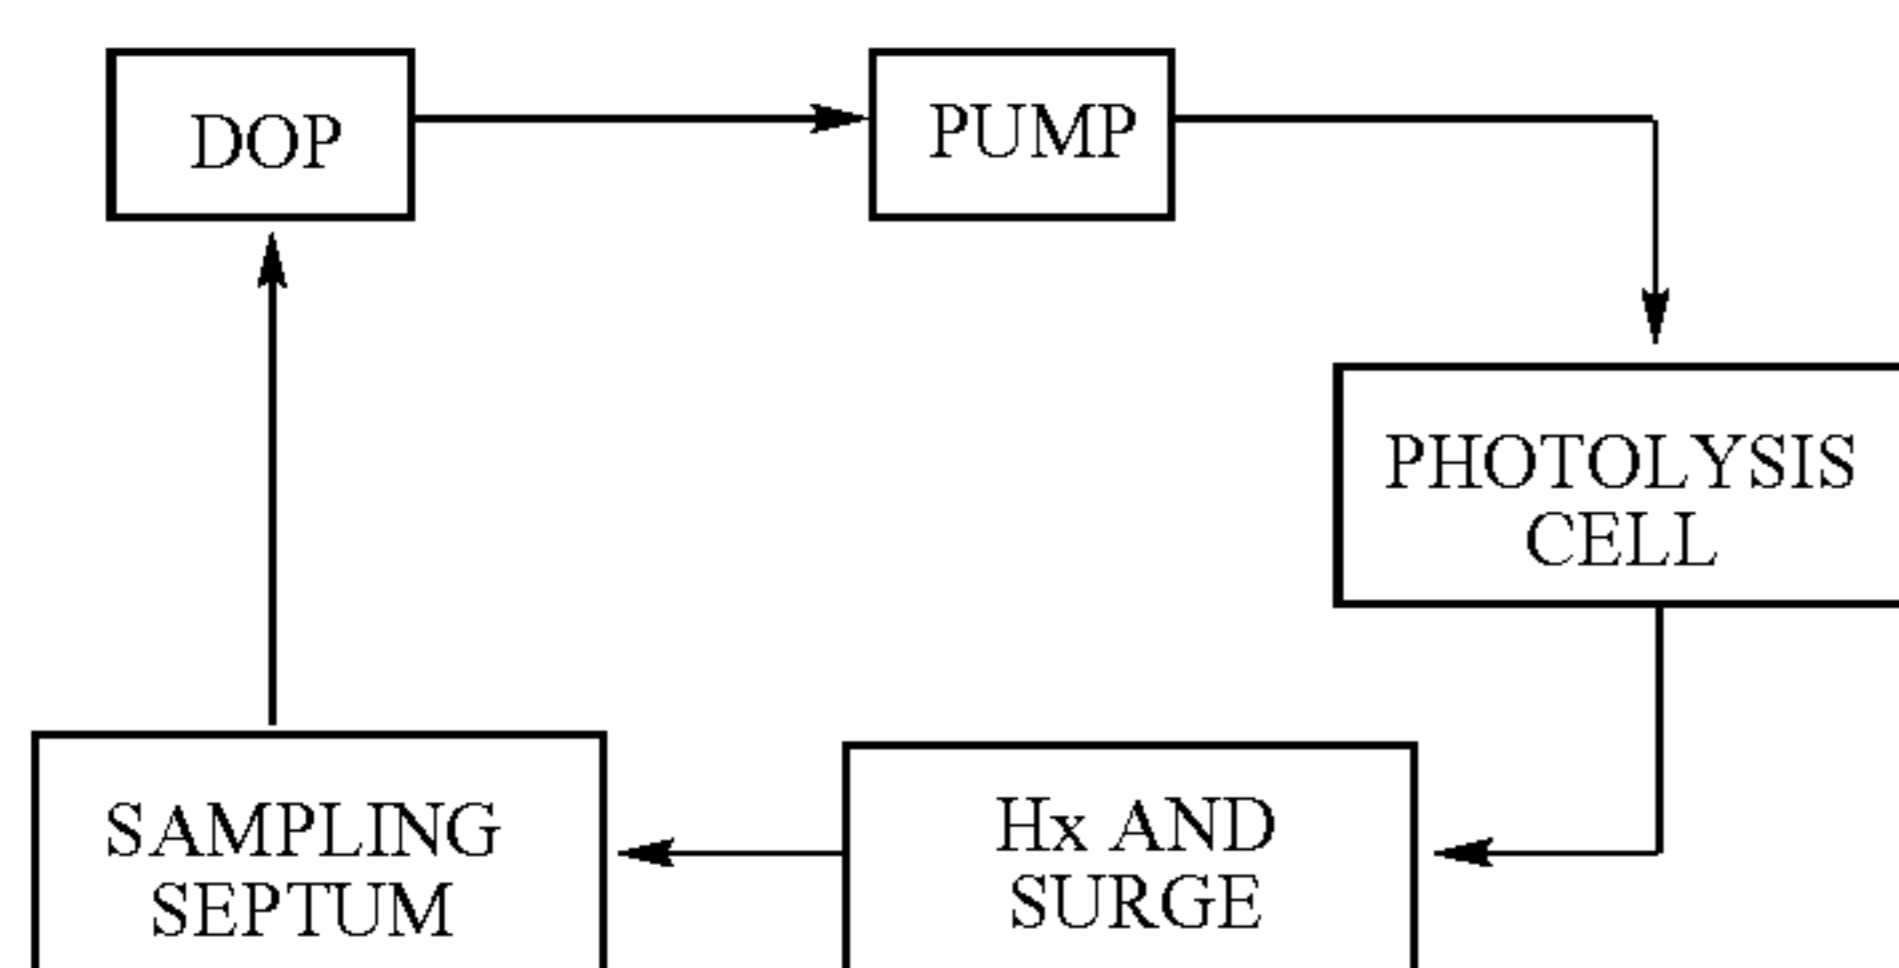 DOP
PUMP
PHOTOLYSIS
CELL
SAMPLING
SEPTUM
Hx AND
SURGE